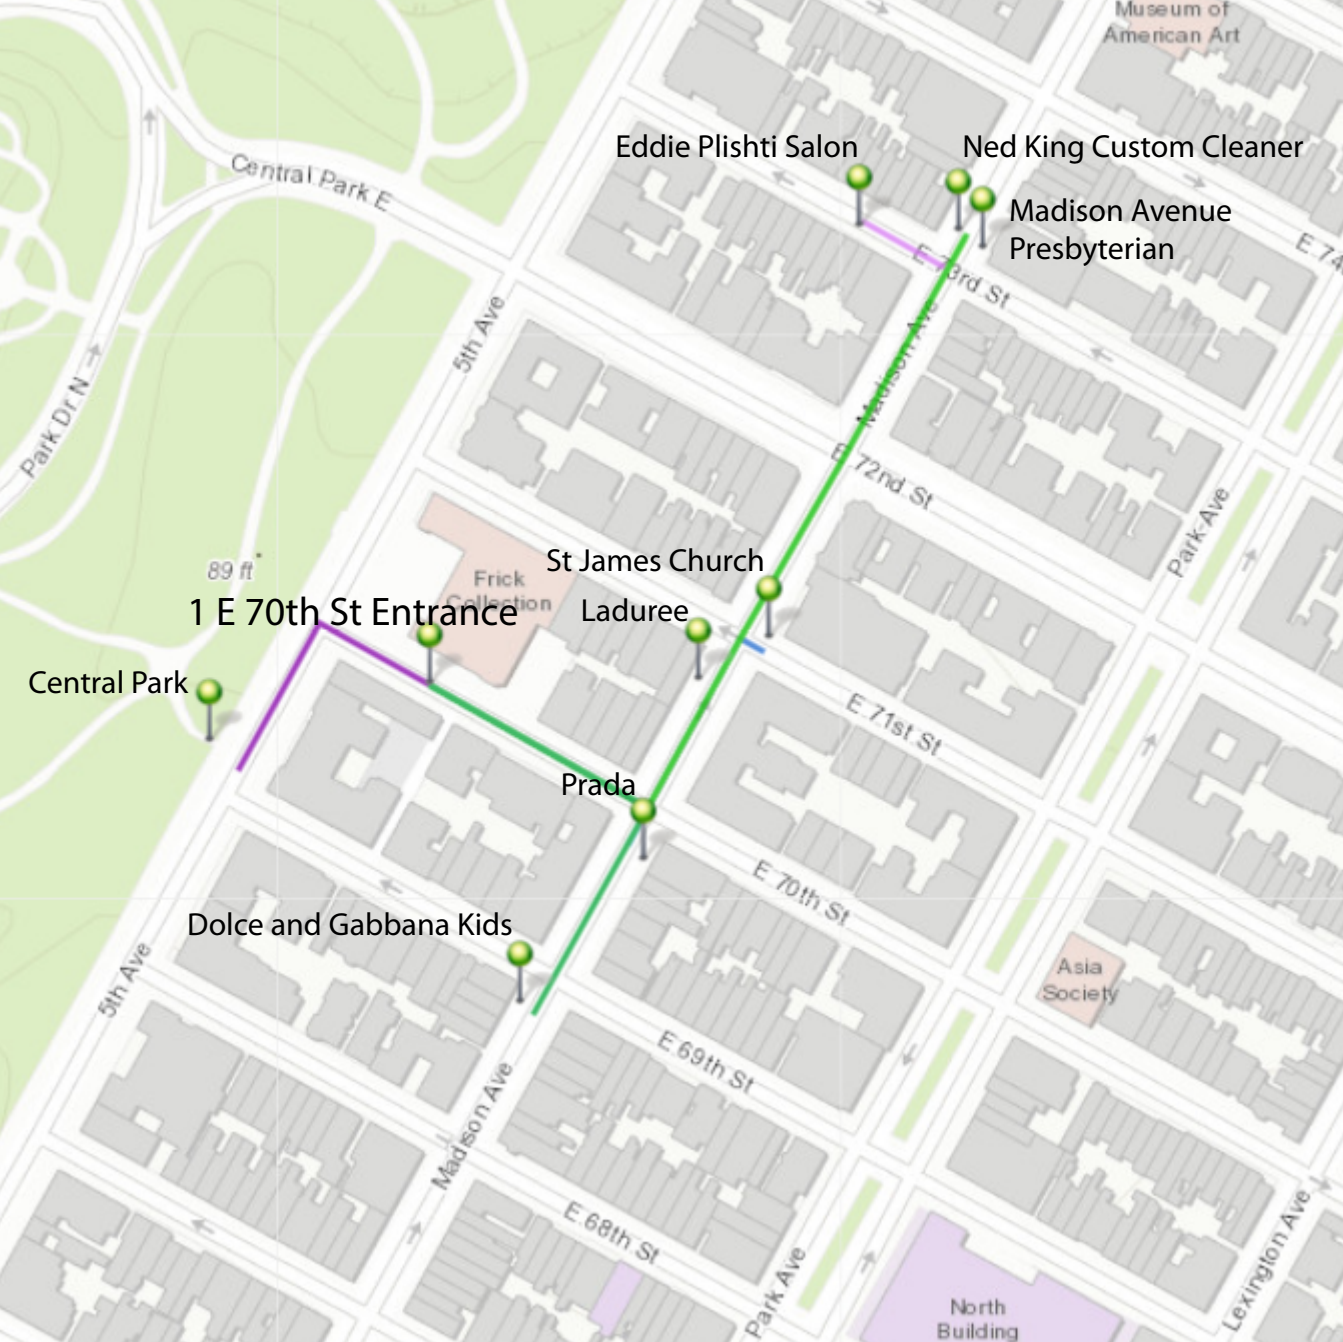 Museum of
American Art
Eddie Plishti Salon
Ned King Custom Cleaner
Central Park E
Madison Avenue
Presbyterian
E 74
E 73rd St
5th Ave
Madison Ave
Park Dr N
E 72nd St
Park Ave
St James Church
89 ft
Frick
Collection
1 E 70th St Entrance
Laduree
Central Park
E 71st St
Prada
E 70th St
Dolce and Gabbana Kids
5th Ave
Asia
Society
E 69th St
Madison Ave
E 68th St
Park Ave
Lexington Ave
North
Building